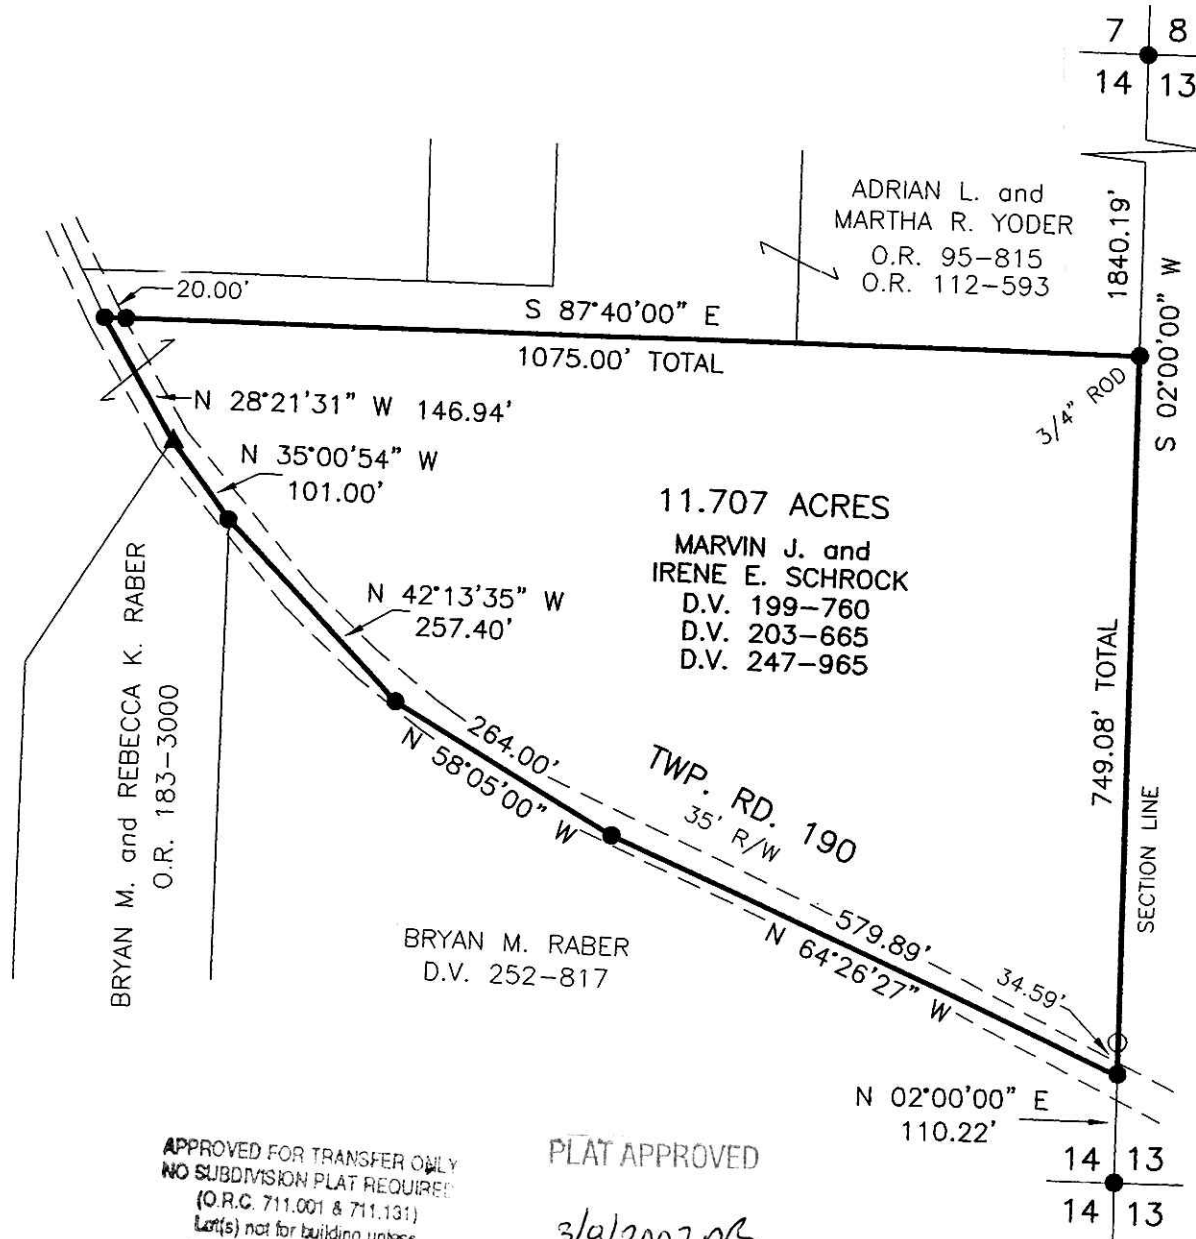 7 8
14 13
ADRIAN L. and
MARTHA R. YODER
O.R. 95-815
O.R. 112-593
1840.19'
S 02°00'00" W
20.00'
S 87°40'00" E
1075.00' TOTAL
3/4" ROD
N 28°21'31" W 146.94'
N 35°00'54" W
101.00'
11.707 ACRES
MARVIN J. and
IRENE E. SCHROCK
D.V. 199-760
D.V. 203-665
D.V. 247-965
N 42°13'35" W
257.40'
BRYAN M. and REBECCA K. RABER
O.R. 183-3000
749.08' TOTAL
SECTION LINE
264.00'
N 58°05'00" W
TWP. RD. 190
35' R/W
579.89'
N 64°26'27" W
34.59'
BRYAN M. RABER
D.V. 252-817
N 02°00'00" E
110.22'
14 13
14 13
APPROVED FOR TRANSFER ONLY
NO SUBDIVISION PLAT REQUIRED
(O.R.C. 711.001 & 711.131)
Lot(s) not for building unless
PLAT APPROVED